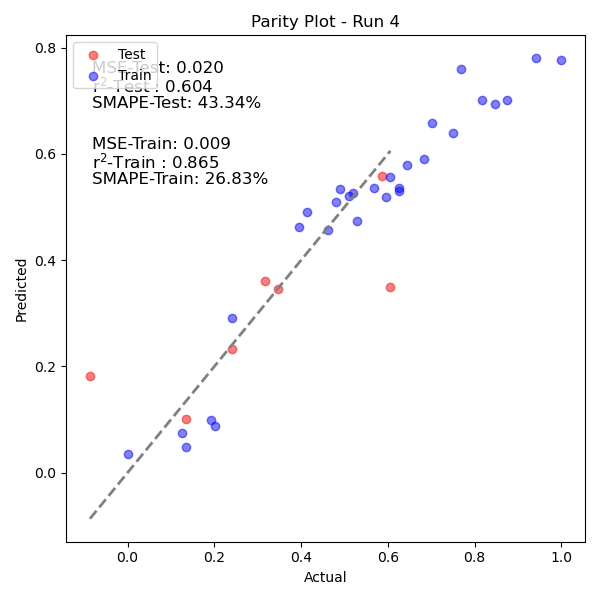 Parity Plot - Run 4
Test
Train
MSE-Test: 0.020
r²-Test : 0.604
SMAPE-Test: 43.34%
MSE-Train: 0.009
r²-Train : 0.865
SMAPE-Train: 26.83%
0.8
0.6
0.4
0.2
0.0
Predicted
0.0 0.2 0.4 0.6 0.8 1.0
Actual